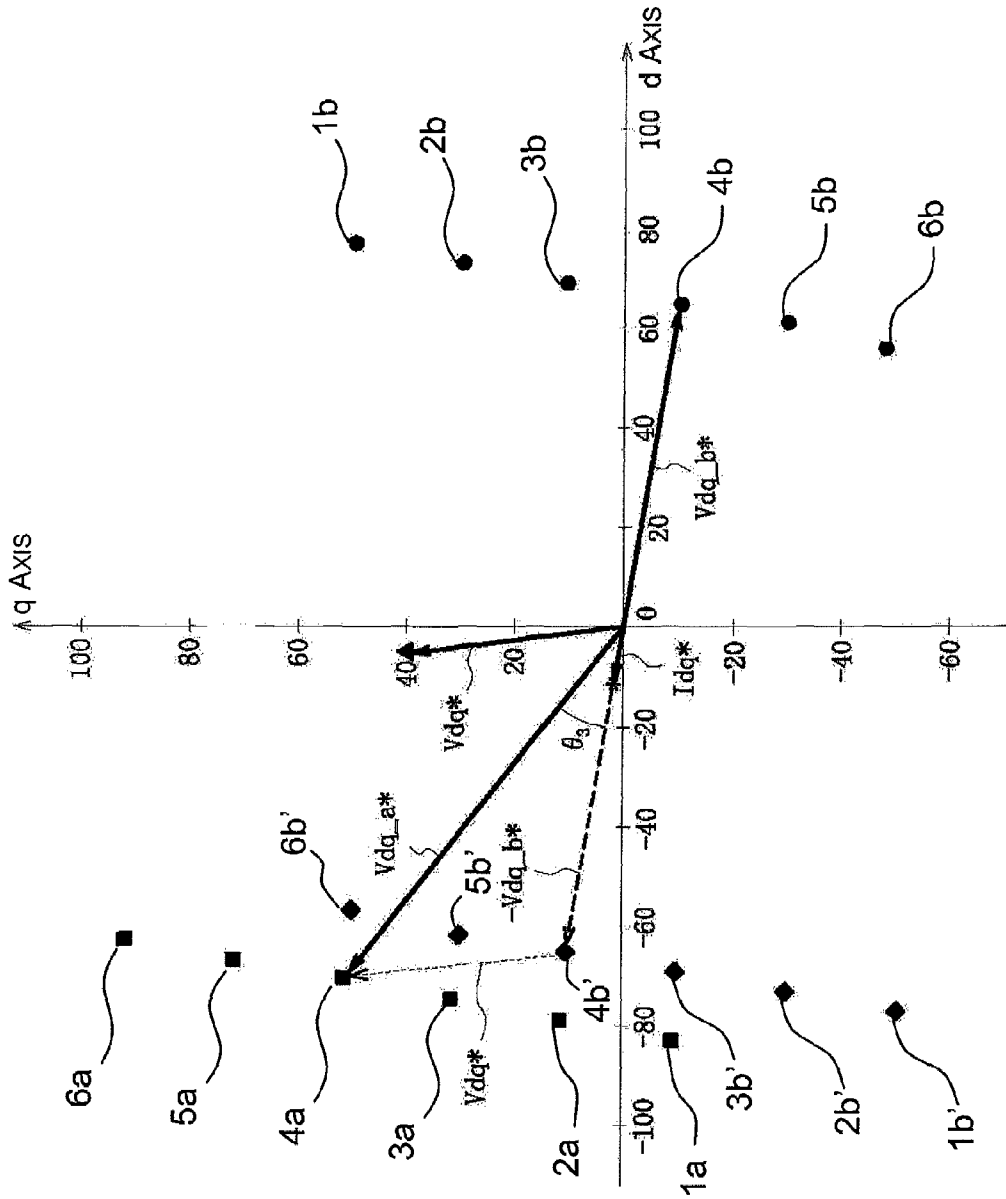 q Axis
100
80
60
40
20
0
-20
-40
-60
-100
-80
-60
-40
-20
20
40
60
80
100
d Axis
1b
2b
3b
4b
5b
6b
Vdq_b*
Idq*
Vdq*
θ3
Vdq_a*
-Vdq_b*
Vdq*
6b'
5b'
4b'
3b'
2b'
1b'
6a
5a
4a
3a
2a
1a